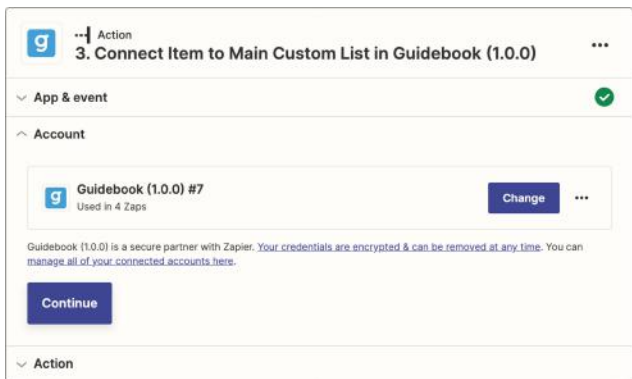 g
Action
3. Connect Item to Main Custom List in Guidebook (1.0.0)
App & event
Account
g
Guidebook (1.0.0) #7
Used in 4 Zaps
Change
Guidebook (1.0.0) is a secure partner with Zapier. Your credentials are encrypted & can be removed at any time. You can
manage all of your connected accounts here.
Continue
Action